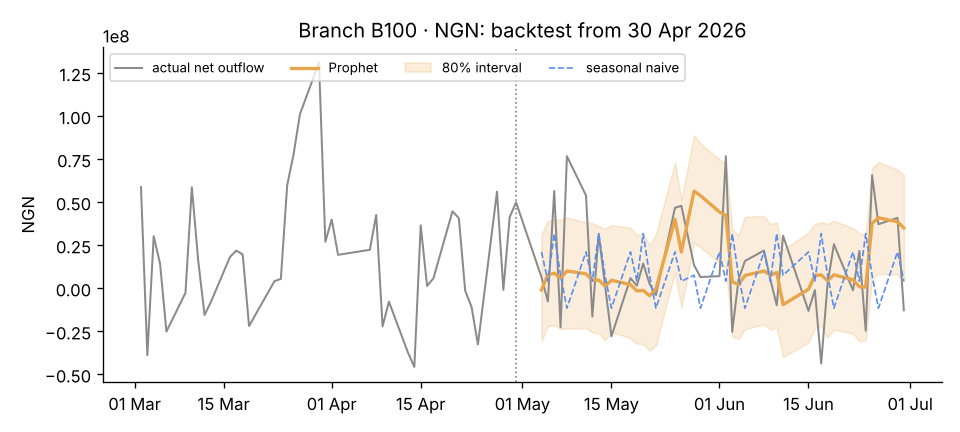 Branch B100 · NGN: backtest from 30 Apr 2026
1e8
actual net outflow Prophet 80% interval seasonal naive
1.25
1.00
0.75
0.50
0.25
0.00
−0.25
−0.50
NGN
01 Mar 15 Mar 01 Apr 15 Apr 01 May 15 May 01 Jun 15 Jun 01 Jul